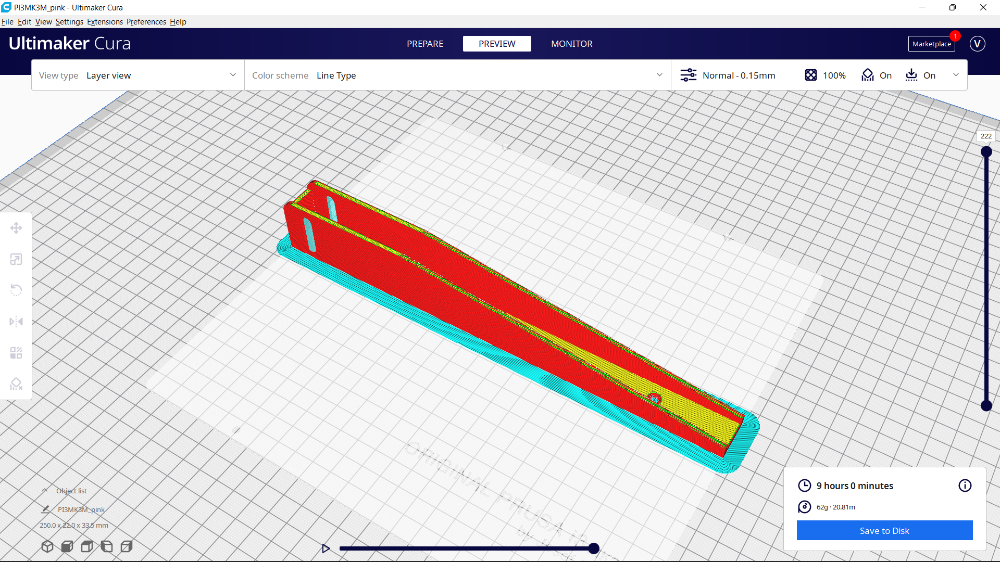 PI3MK3M_pink - Ultimaker Cura
File Edit View Settings Extensions Preferences Help
Ultimaker Cura
PREPARE PREVIEW MONITOR
Marketplace 1 V
View type Layer view Color scheme Line Type Normal - 0.15mm 100% On On
222
ORIGINAL PRUSA
by
Object list
PI3MK3M_pink
250.0 x 22.0 x 33.5 mm
9 hours 0 minutes
62g · 20.81m
Save to Disk